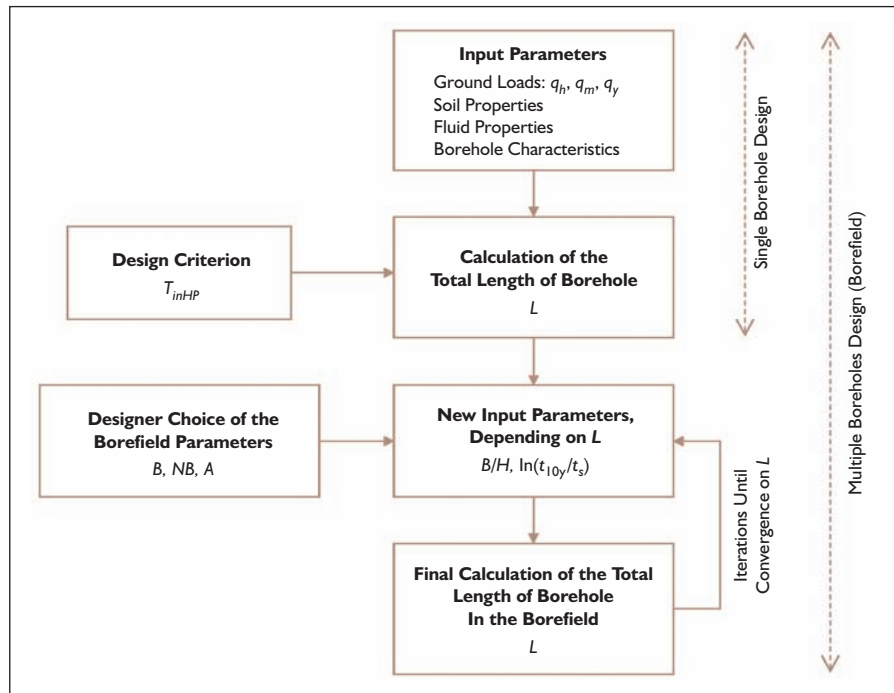 Input Parameters
Ground Loads: qh, qm, qy
Soil Properties
Fluid Properties
Borehole Characteristics
Design Criterion
TinHP
Calculation of the
Total Length of Borehole
L
Single Borehole Design
Designer Choice of the
Borefield Parameters
B, NB, A
New Input Parameters,
Depending on L
B/H, ln(t10y/ts)
Iterations Until
Convergence on L
Final Calculation of the Total
Length of Borehole
In the Borefield
L
Multiple Boreholes Design (Borefield)